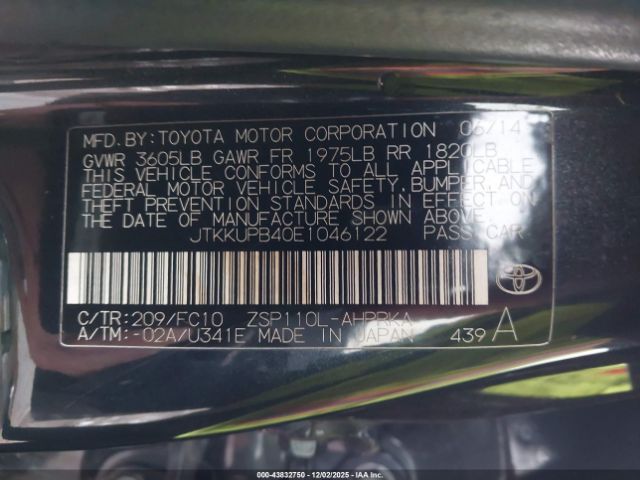 MFD.BY:TOYOTA MOTOR CORPORATION 06/14
GVWR 3605LB GAWR FR 1975LB RR 1820LB
THIS VEHICLE CONFORMS TO ALL APPLICABLE
FEDERAL MOTOR VEHICLE SAFETY, BUMPER, AND
THEFT PREVENTION STANDARDS IN EFFECT ON
THE DATE OF MANUFACTURE SHOWN ABOVE.
JTKKUPB40E1046122 PASS.CAR
C/TR:209/FC10 ZSP110L-AHPRKA
A/TM:-02A/U341E MADE IN JAPAN 439 A
000-43832750 - 12/02/2025 - IAA Inc.